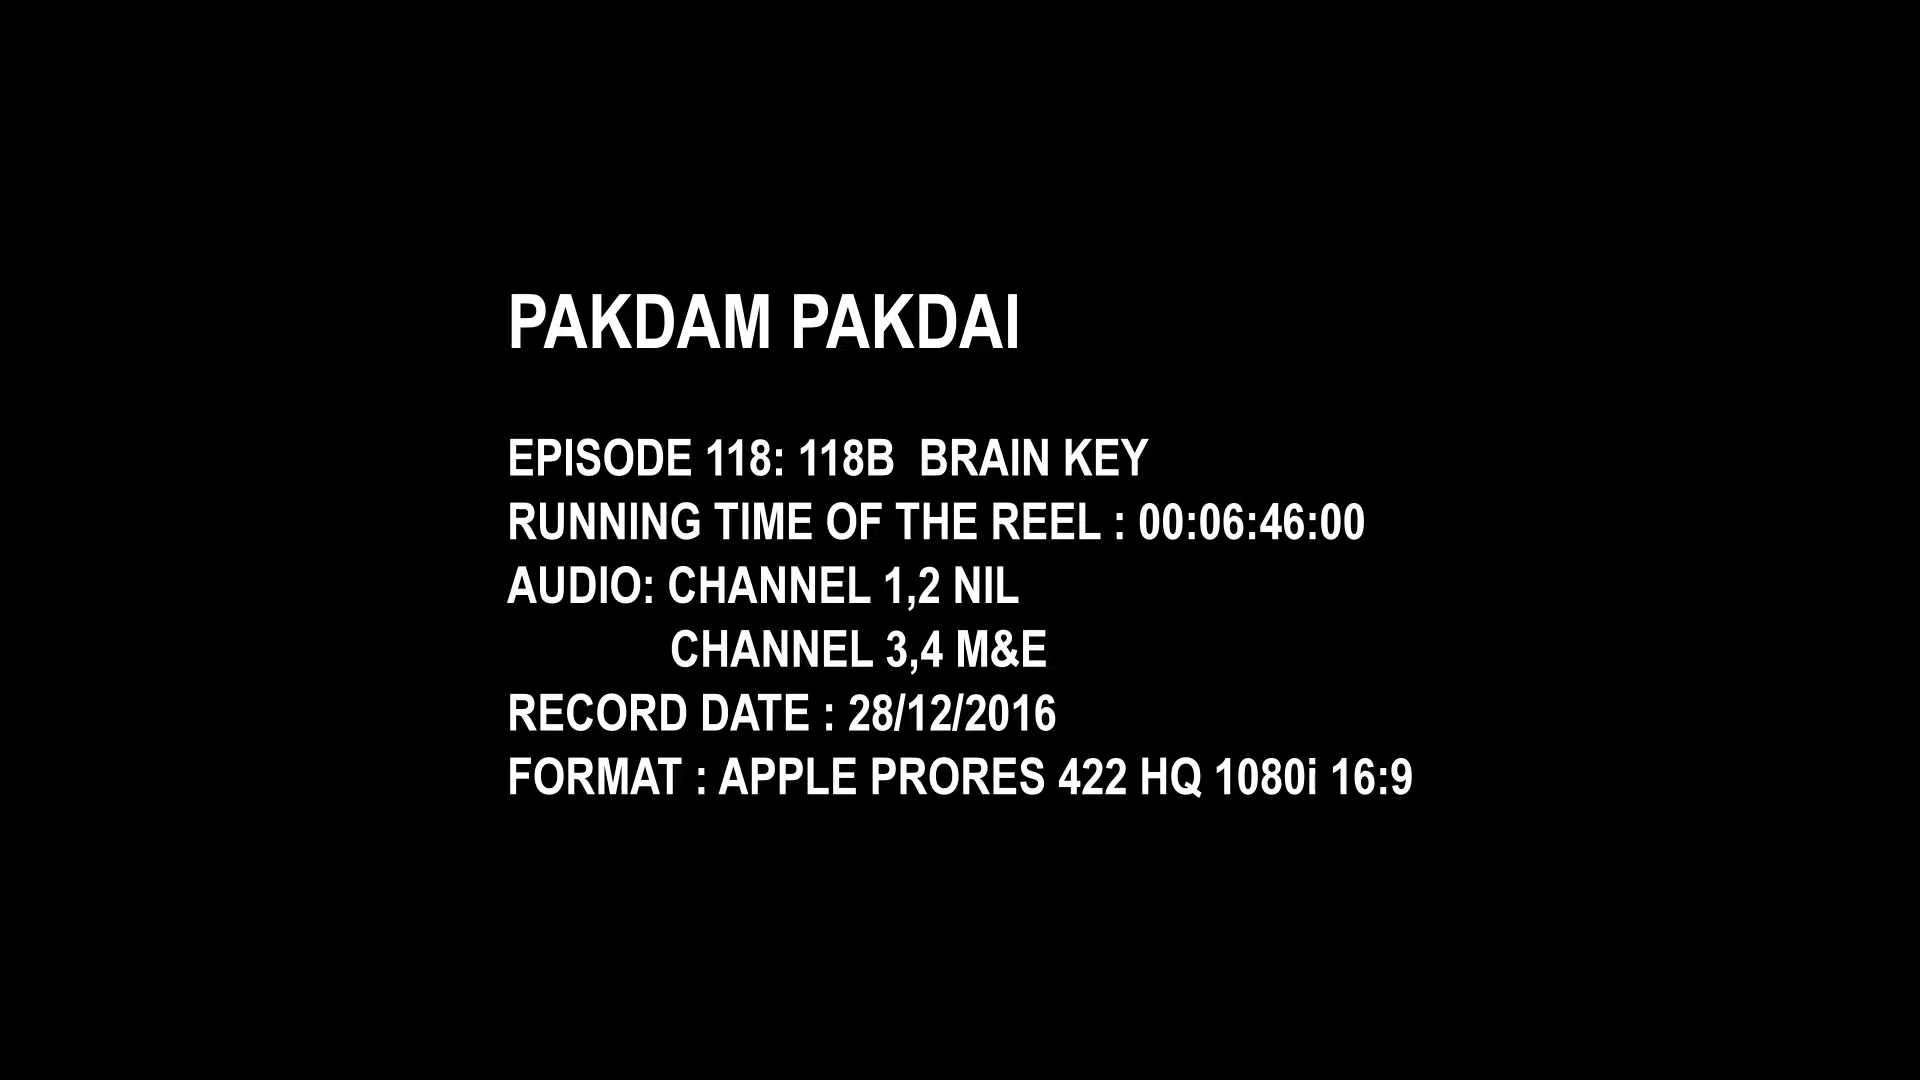 PAKDAM PAKDAI
EPISODE 118: 118B  BRAIN KEY
RUNNING TIME OF THE REEL : 00:06:46:00
AUDIO: CHANNEL 1,2 NIL
CHANNEL 3,4 M&E
RECORD DATE : 28/12/2016
FORMAT : APPLE PRORES 422 HQ 1080i 16:9